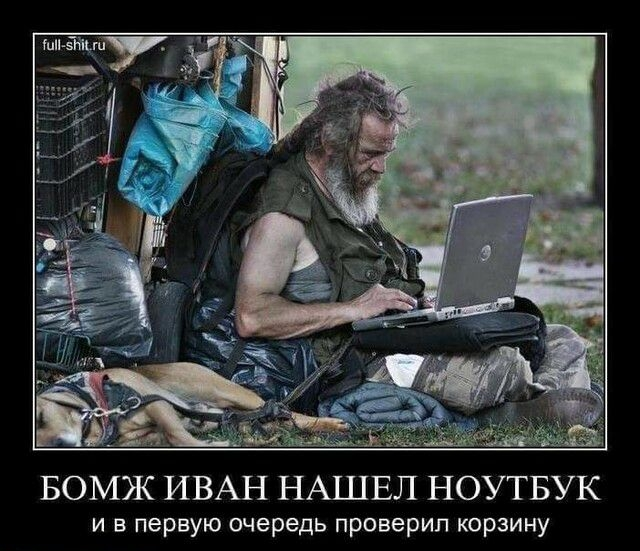 full-shit.ru
БОМЖ ИВАН НАШЕЛ НОУТБУК
и в первую очередь проверил корзину